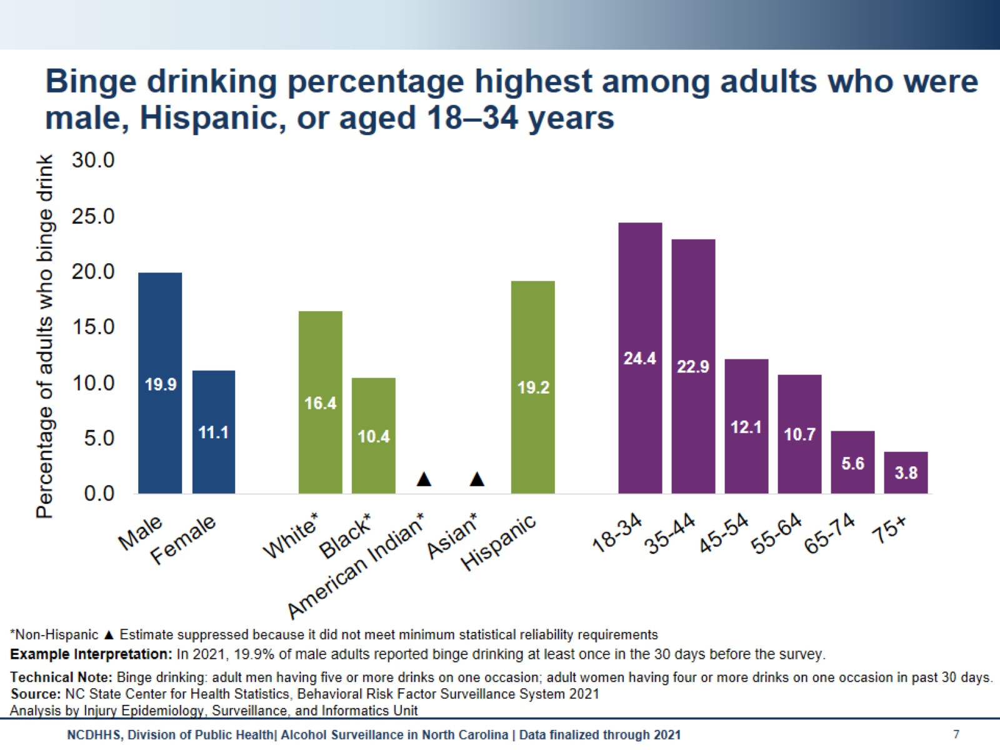 Binge drinking percentage highest among adults who were
male, Hispanic, or aged 18–34 years
Percentage of adults who binge drink
30.0
25.0
20.0
15.0
10.0
5.0
0.0
19.9
11.1
16.4
10.4
▲
▲
19.2
24.4
22.9
12.1
10.7
5.6
3.8
Male
Female
White*
Black*
American Indian*
Asian*
Hispanic
18-34
35-44
45-54
55-64
65-74
75+
*Non-Hispanic ▲ Estimate suppressed because it did not meet minimum statistical reliability requirements
Example Interpretation: In 2021, 19.9% of male adults reported binge drinking at least once in the 30 days before the survey.
Technical Note: Binge drinking: adult men having five or more drinks on one occasion; adult women having four or more drinks on one occasion in past 30 days.
Source: NC State Center for Health Statistics, Behavioral Risk Factor Surveillance System 2021
Analysis by Injury Epidemiology, Surveillance, and Informatics Unit
NCDHHS, Division of Public Health| Alcohol Surveillance in North Carolina | Data finalized through 2021
7